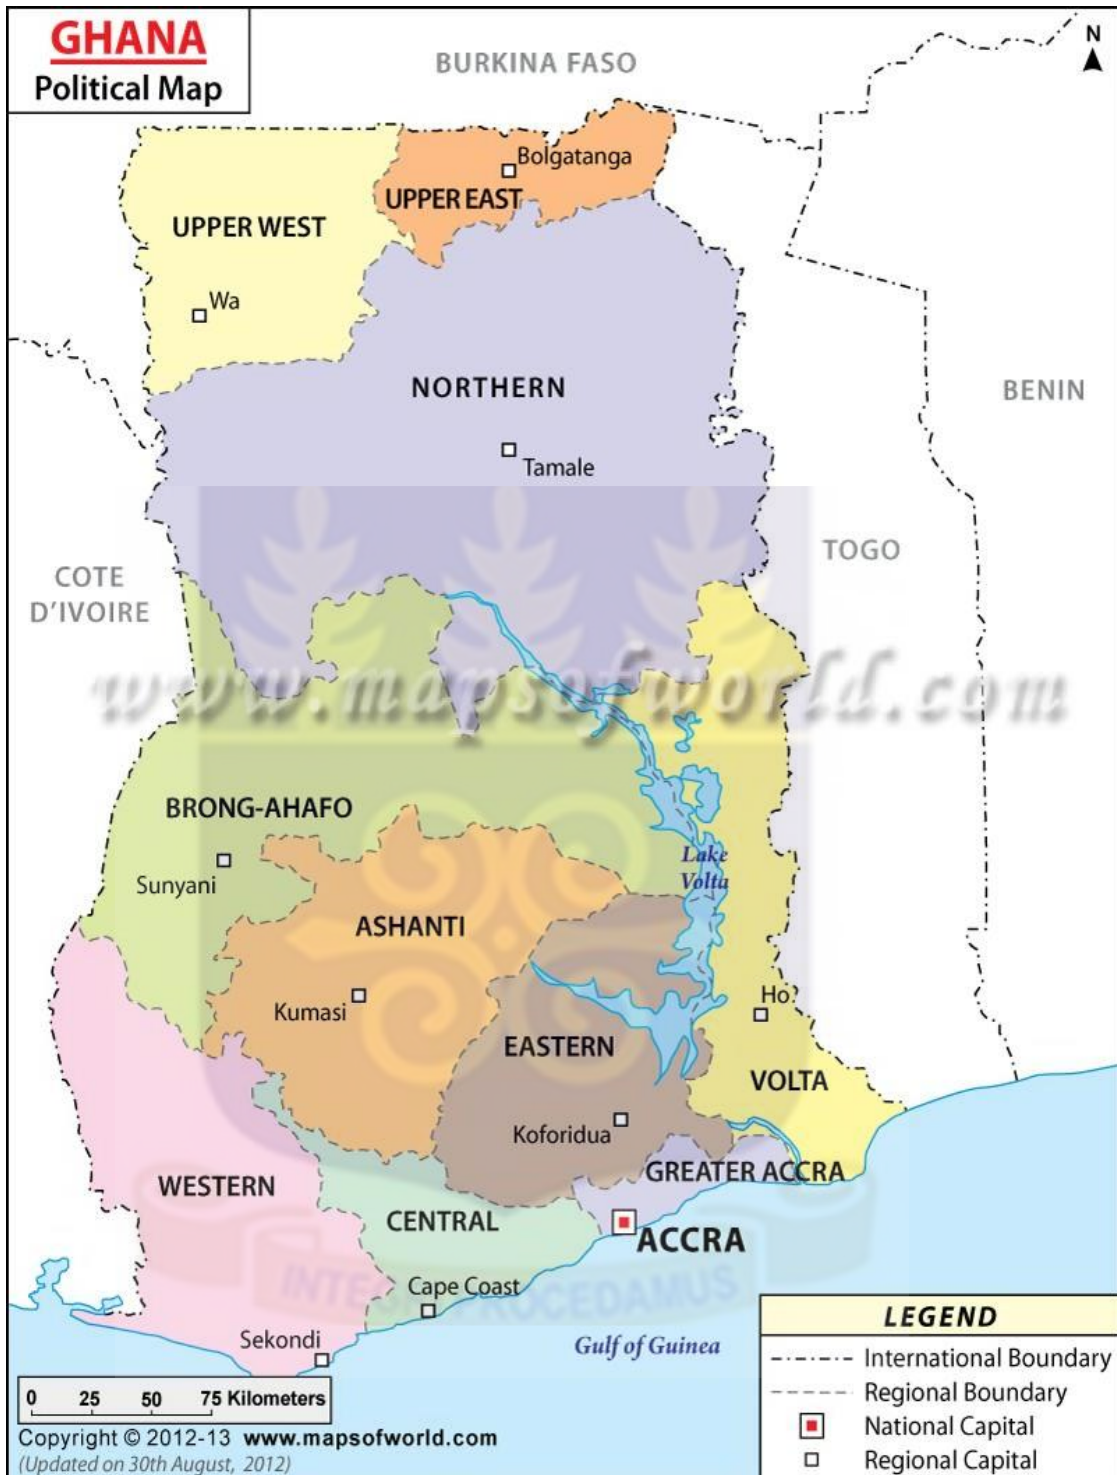 GHANA
Political Map
N
BURKINA FASO
Bolgatanga
UPPER EAST
UPPER WEST
Wa
NORTHERN
BENIN
Tamale
TOGO
COTE
D'IVOIRE
www.mapsofworld.com
BRONG-AHAFO
Lake
Volta
Sunyani
ASHANTI
Kumasi
Ho
EASTERN
VOLTA
Koforidua
GREATER ACCRA
WESTERN
CENTRAL
ACCRA
Cape Coast
INTEGRI PROCEDAMUS
Sekondi
Gulf of Guinea
LEGEND
International Boundary
Regional Boundary
National Capital
Regional Capital
0 25 50 75 Kilometers
Copyright © 2012-13 www.mapsofworld.com
(Updated on 30th August, 2012)